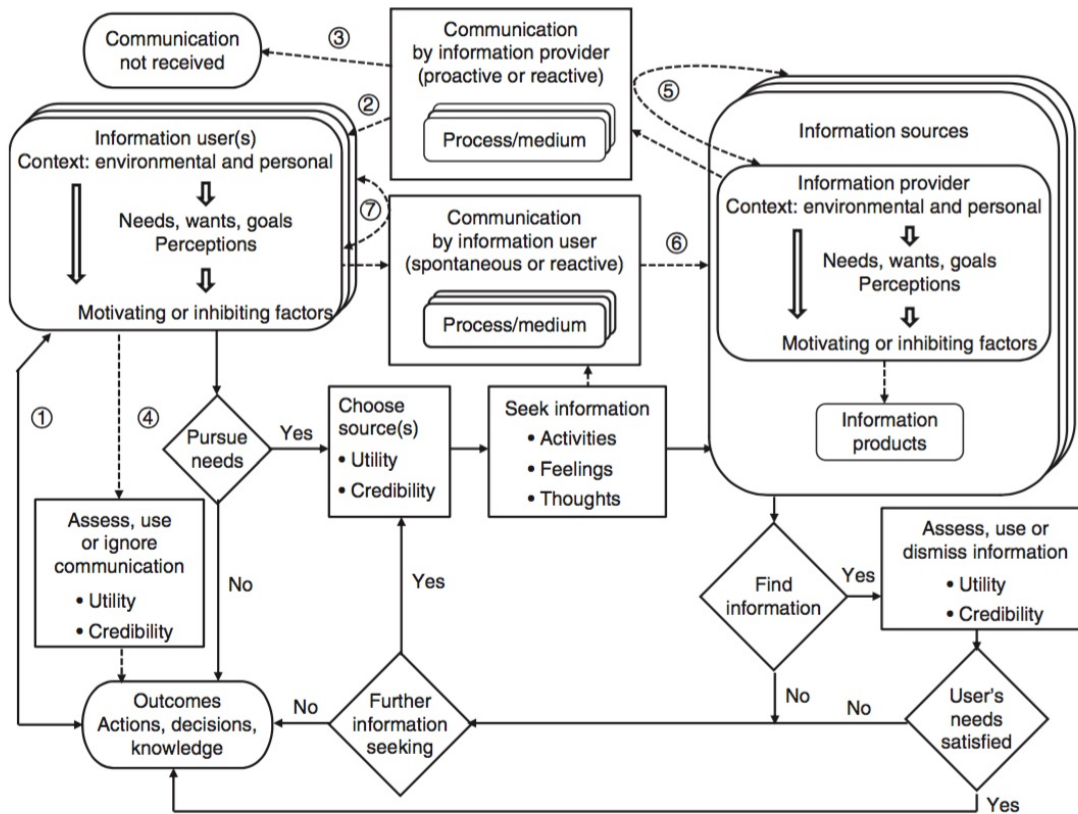 Communication
not received
③
Communication
by information provider
(proactive or reactive)
Process/medium
②
⑤
Information sources
Information user(s)
Context: environmental and personal
Needs, wants, goals
Perceptions
Motivating or inhibiting factors
⑦
Communication
by information user
(spontaneous or reactive)
Process/medium
⑥
Information provider
Context: environmental and personal
Needs, wants, goals
Perceptions
Motivating or inhibiting factors
Information
products
①
④
Pursue
needs
Yes
No
Choose
source(s)
• Utility
• Credibility
Seek information
• Activities
• Feelings
• Thoughts
Assess, use
or ignore
communication
• Utility
• Credibility
Yes
Find
information
Yes
No
Assess, use or
dismiss information
• Utility
• Credibility
Outcomes
Actions, decisions,
knowledge
No
Further
information
seeking
No
User's
needs
satisfied
Yes